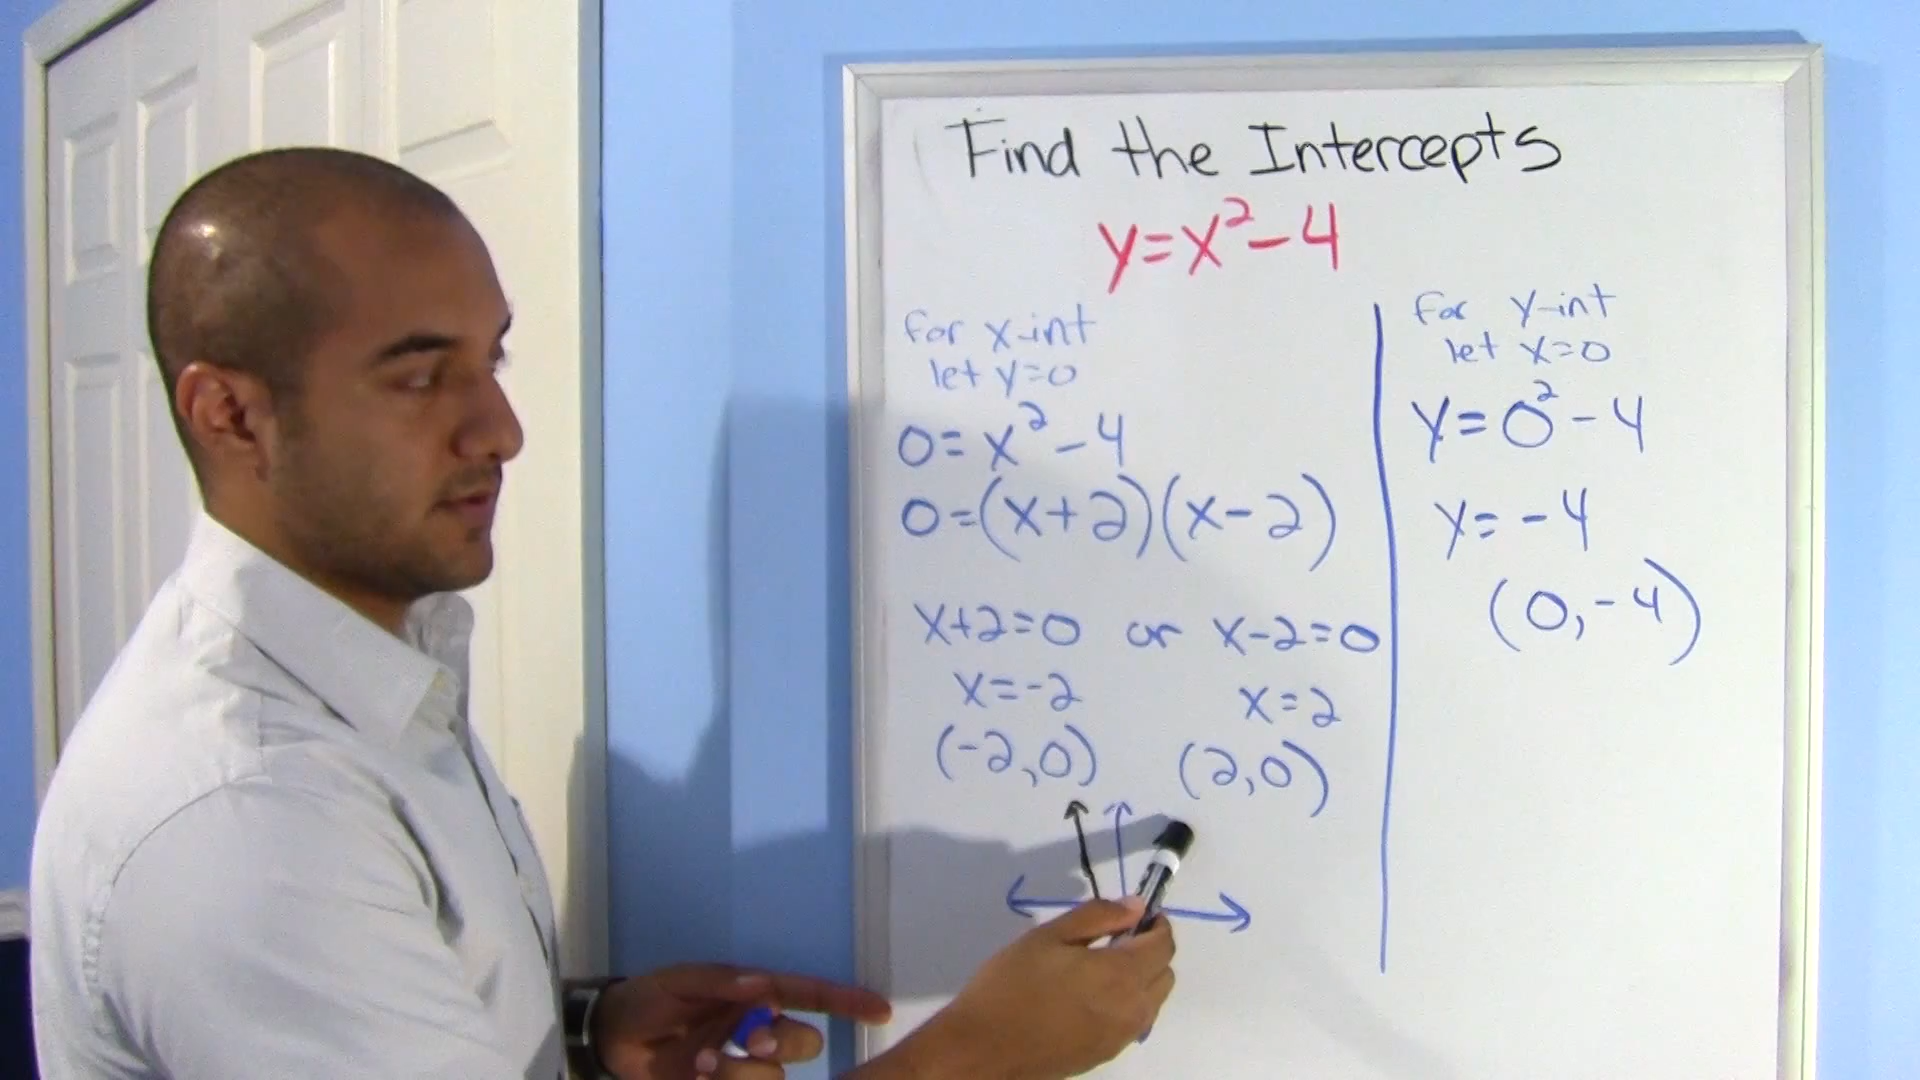 Find the Intercepts
y=x²-4
for x-int
let y=0
0=x²-4
0=(x+2)(x-2)
x+2=0 or x-2=0
x=-2 x=2
(-2,0) (2,0)
for y-int
let x=0
y=0²-4
y=-4
(0,-4)